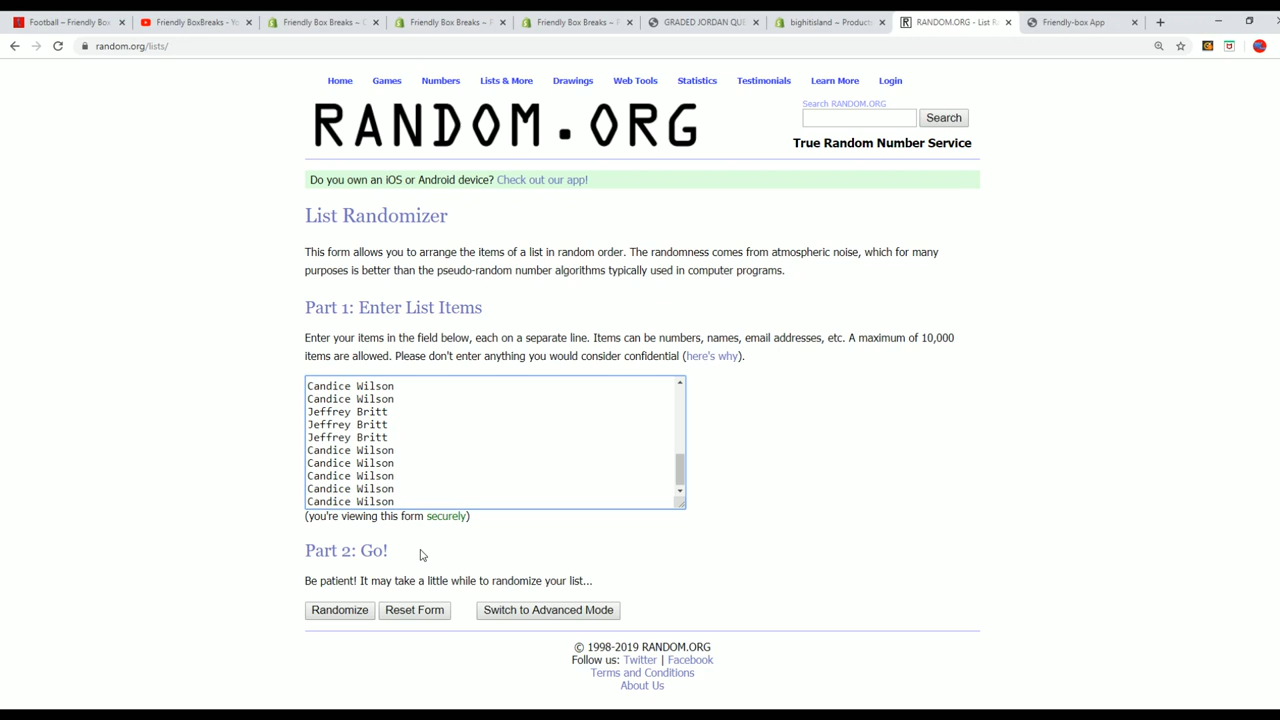 Football – Friendly Box
Friendly BoxBreaks - Yo
Friendly Box Breaks ~ C
Friendly Box Breaks ~ P
Friendly Box Breaks ~ P
GRADED JORDAN QUE
bighitisland ~ Product
RANDOM.ORG - List R
Friendly-box App
random.org/lists/
Home Games Numbers Lists & More Drawings Web Tools Statistics Testimonials Learn More Login
RANDOM.ORG
Search RANDOM.ORG
Search
True Random Number Service
Do you own an iOS or Android device? Check out our app!
List Randomizer
This form allows you to arrange the items of a list in random order. The randomness comes from atmospheric noise, which for many
purposes is better than the pseudo-random number algorithms typically used in computer programs.
Part 1: Enter List Items
Enter your items in the field below, each on a separate line. Items can be numbers, names, email addresses, etc. A maximum of 10,000
items are allowed. Please don't enter anything you would consider confidential (here's why).
Candice Wilson
Candice Wilson
Jeffrey Britt
Jeffrey Britt
Jeffrey Britt
Candice Wilson
Candice Wilson
Candice Wilson
Candice Wilson
Candice Wilson
(you're viewing this form securely)
Part 2: Go!
Be patient! It may take a little while to randomize your list...
Randomize Reset Form Switch to Advanced Mode
© 1998-2019 RANDOM.ORG
Follow us: Twitter | Facebook
Terms and Conditions
About Us